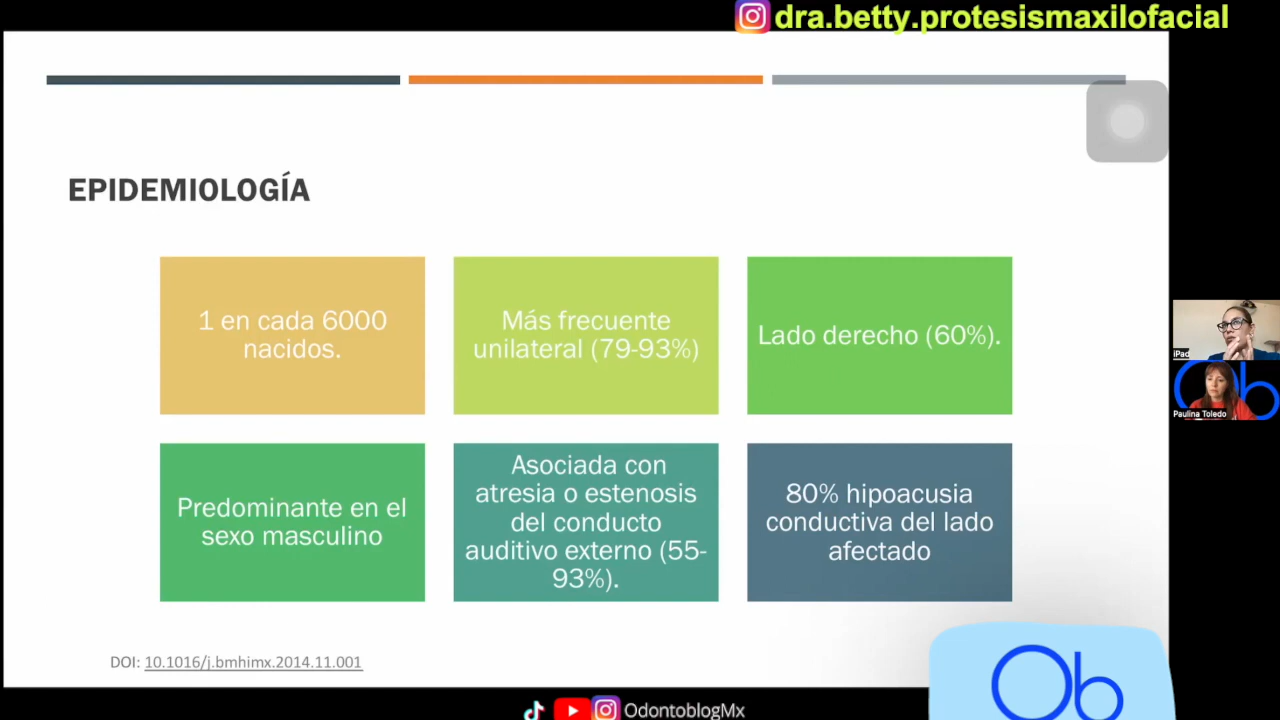 dra.betty.protesismaxilofacial
EPIDEMIOLOGÍA
1 en cada 6000
nacidos.
Más frecuente
unilateral (79-93%)
Lado derecho (60%).
Predominante en el
sexo masculino
Asociada con
atresia o estenosis
del conducto
auditivo externo (55-
93%).
80% hipoacusia
conductiva del lado
afectado
iPad
Ob
Paulina Toledo
DOI: 10.1016/j.bmhimx.2014.11.001
Ob
OdontoblogMx